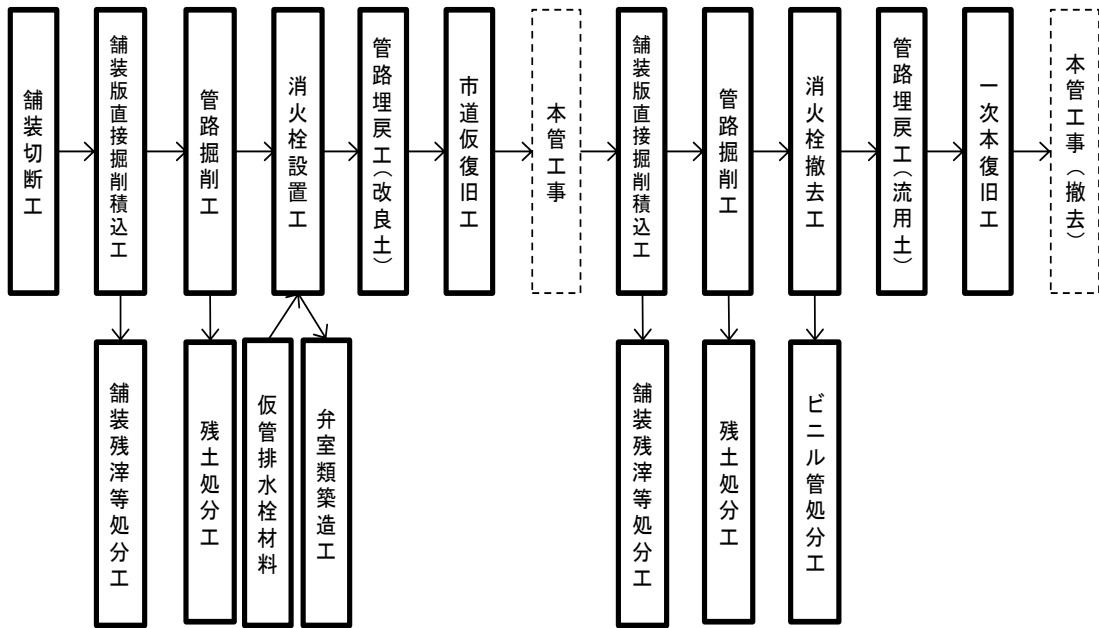 舗装切断工
舗装版直接掘削積込工
管路掘削工
消火栓設置工
管路埋戻工(改良土)
市道仮復旧工
本管工事
舗装版直接掘削積込工
管路掘削工
消火栓撤去工
管路埋戻工(流用土)
一次本復旧工
本管工事(撤去)
舗装残滓等処分工
残土処分工
仮管排水栓材料
弁室類築造工
舗装残滓等処分工
残土処分工
ビニル管処分工